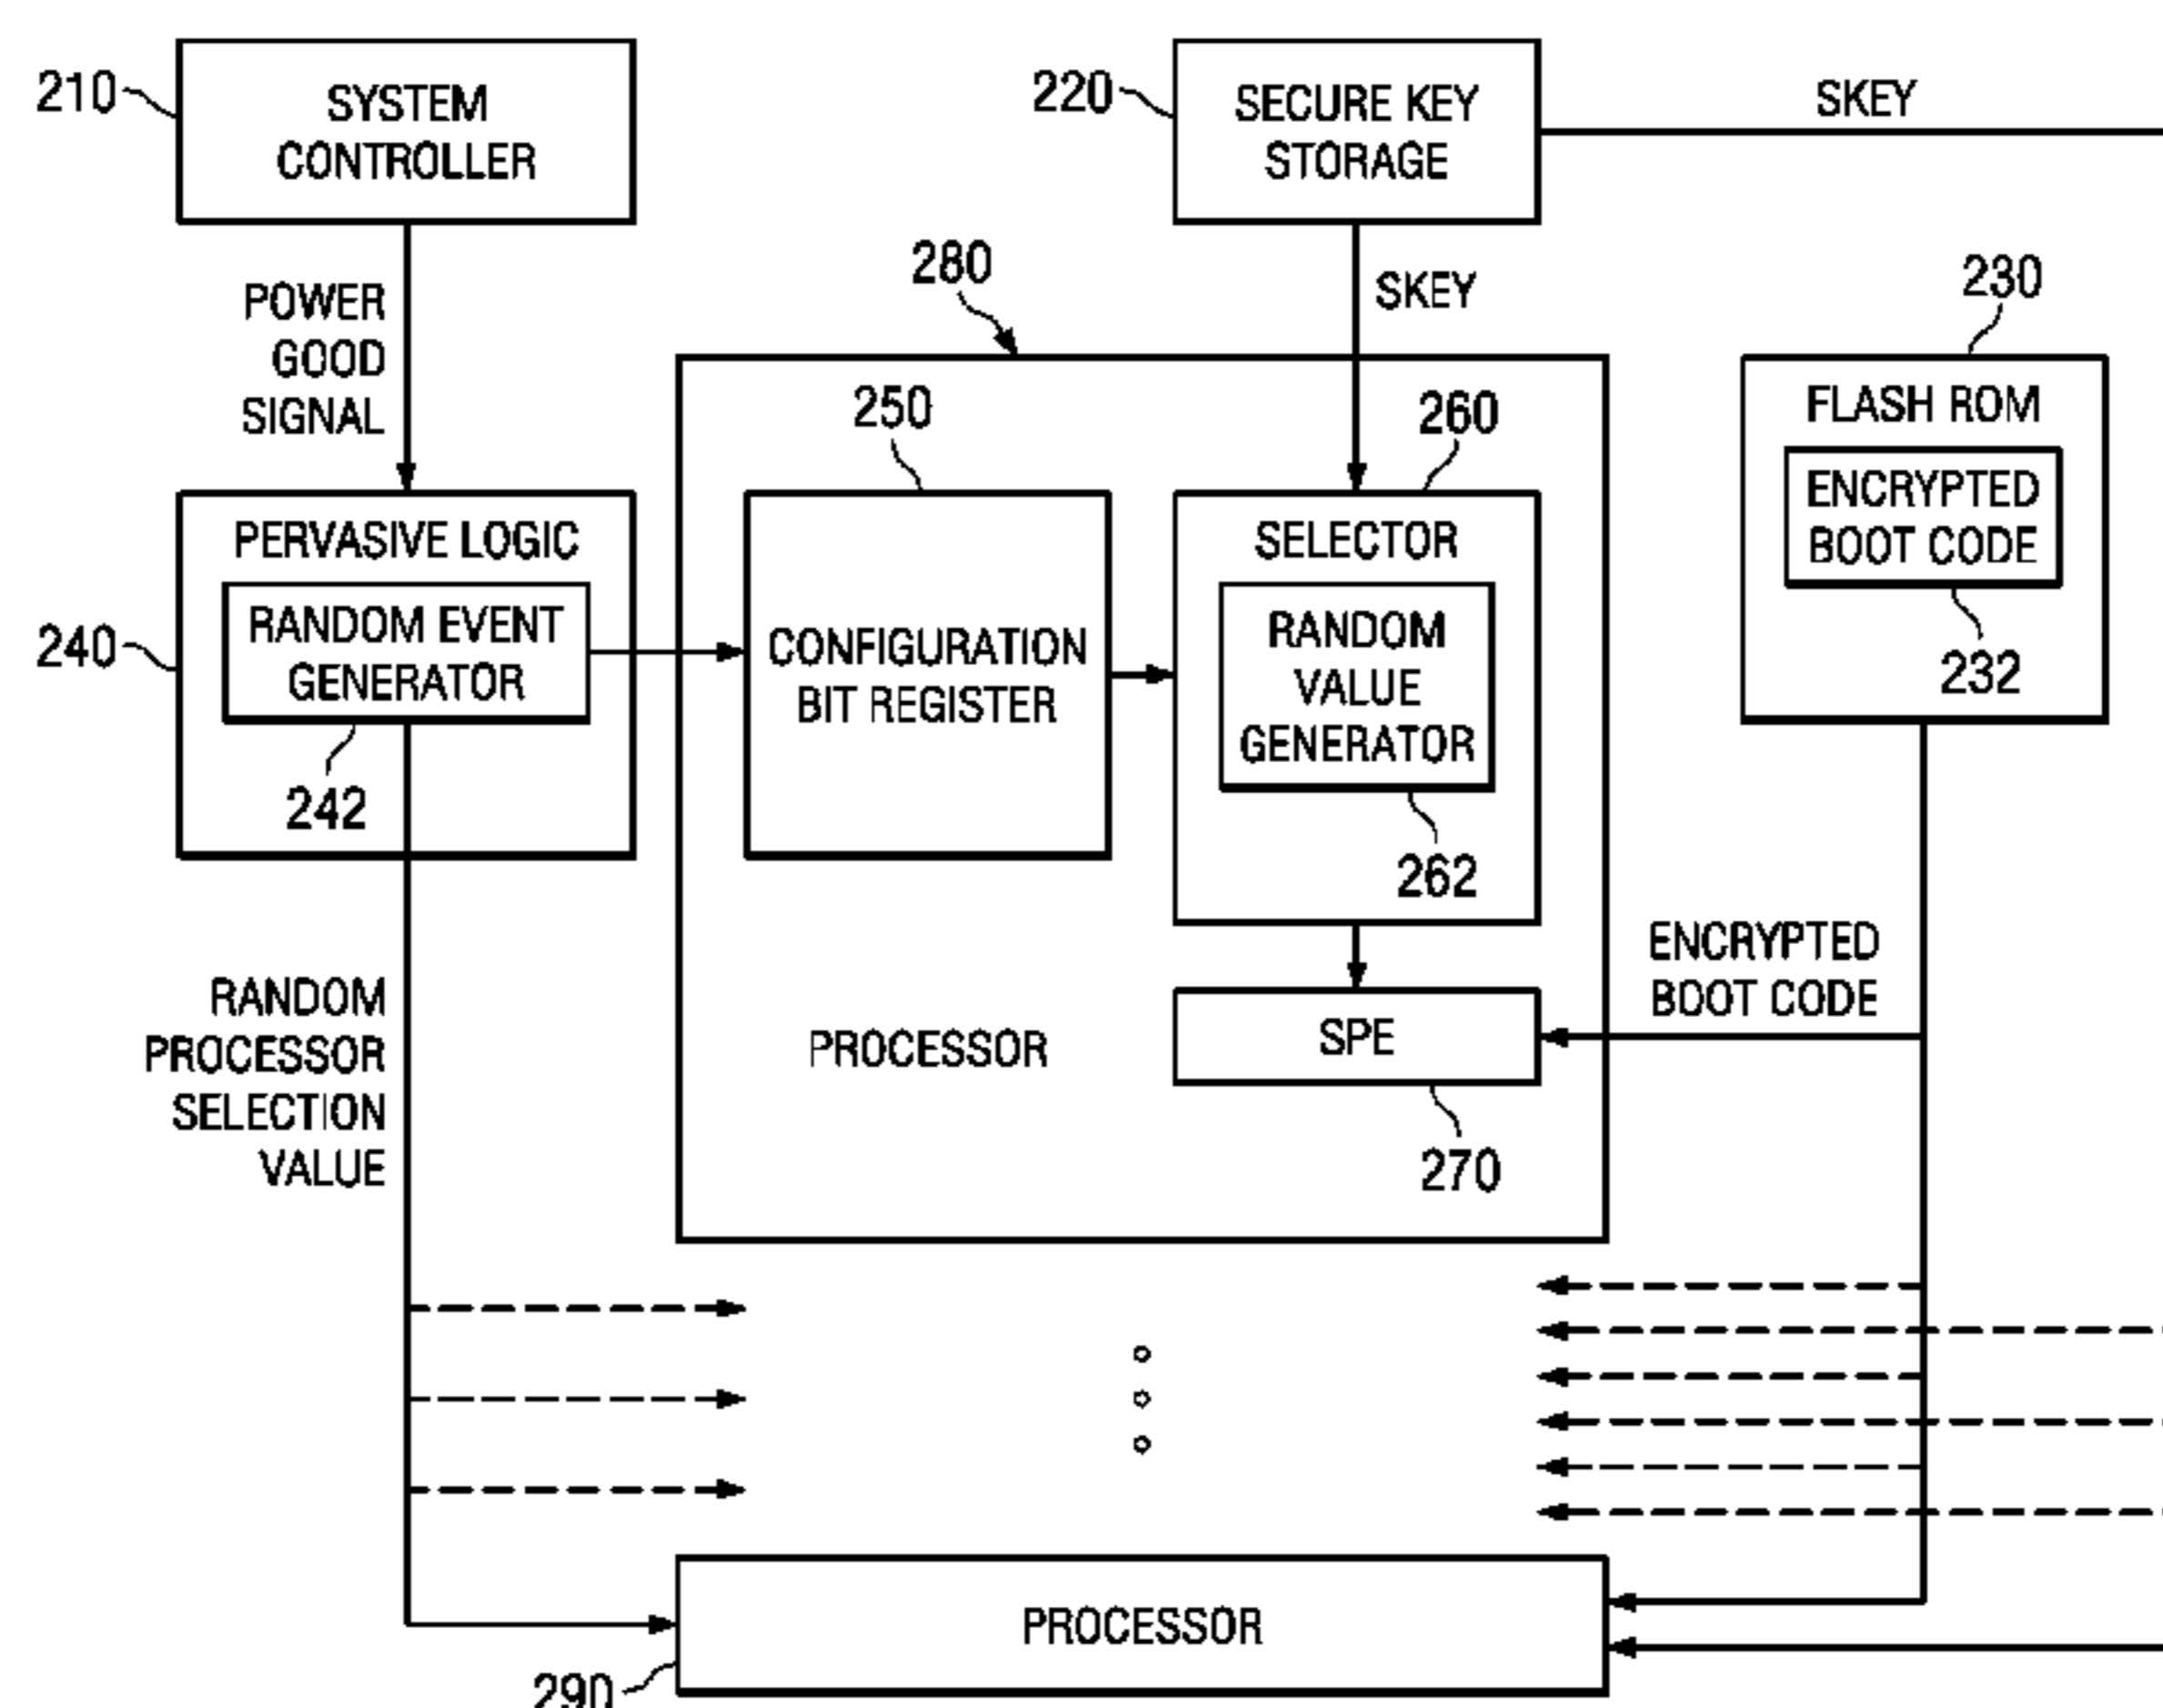 210
SYSTEM
CONTROLLER
220
SECURE KEY
STORAGE
SKEY
POWER
GOOD
SIGNAL
280
SKEY
230
FLASH ROM
ENCRYPTED
BOOT CODE
232
250
260
240
PERVASIVE LOGIC
RANDOM EVENT
GENERATOR
242
CONFIGURATION
BIT REGISTER
SELECTOR
RANDOM
VALUE
GENERATOR
262
RANDOM
PROCESSOR
SELECTION
VALUE
PROCESSOR
SPE
270
ENCRYPTED
BOOT CODE
PROCESSOR
290